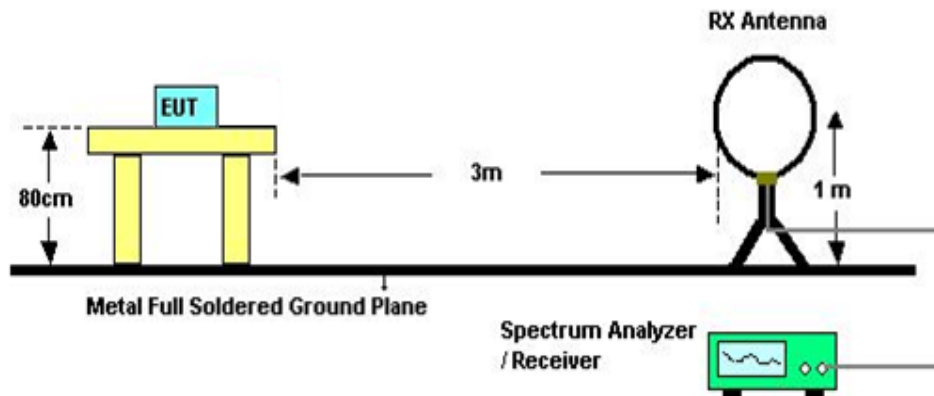 RX Antenna
EUT
3m
80cm
1 m
Metal Full Soldered Ground Plane
Spectrum Analyzer
/ Receiver